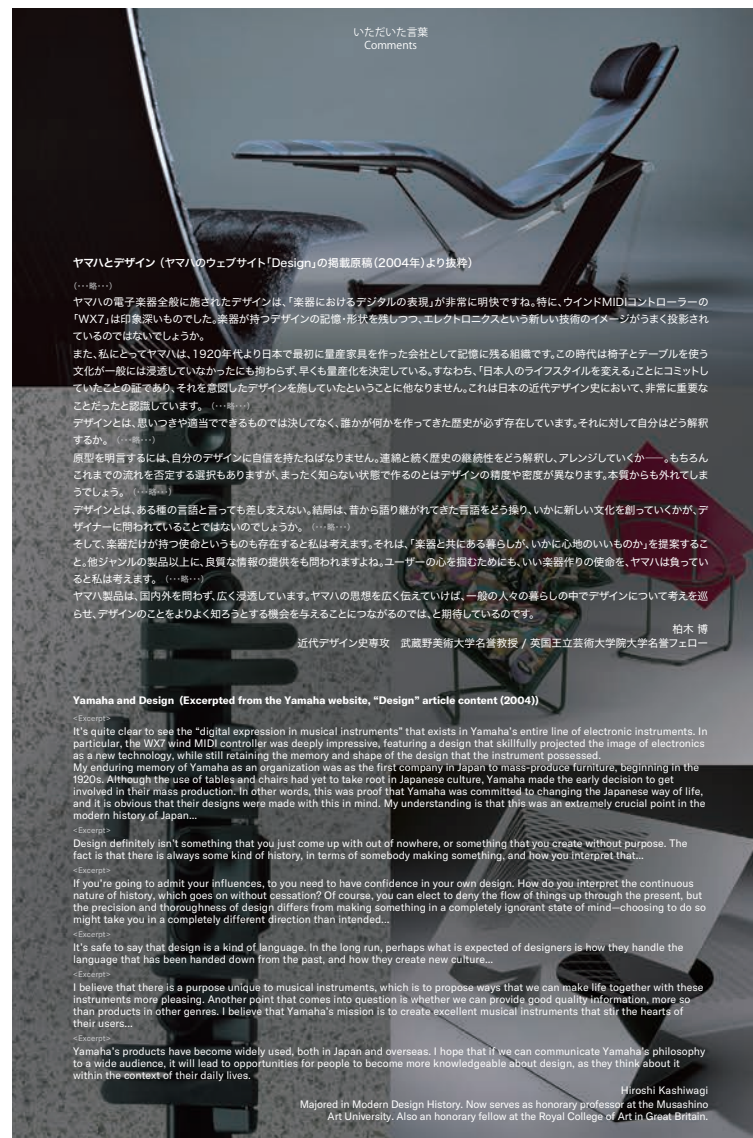 いただいた言葉
Comments
ヤマハとデザイン（ヤマハのウェブサイト「Design」の掲載原稿（2004年）より抜粋）
（･･･略･･･）
ヤマハの電子楽器全般に施されたデザインは、「楽器におけるデジタルの表現」が非常に明快ですね。特に、ウインドMIDIコントローラーの
「WX7」は印象深いものでした。楽器が持つデザインの記憶・形状を残しつつ、エレクトロニクスという新しい技術のイメージがうまく投影され
ているのではないでしょうか。
また、私にとってヤマハは、1920年代より日本で最初に量産家具を作った会社として記憶に残る組織です。この時代は椅子とテーブルを使う
文化が一般には浸透していなかったにも拘わらず、早くも量産化を決定している。すなわち、「日本人のライフスタイルを変える」ことにコミットし
ていたことの証であり、それを意図したデザインを施していたということに他なりません。これは日本の近代デザイン史において、非常に重要な
ことだったと認識しています。（･･･略･･･）
デザインとは、思いつきや適当でできるものでは決してなく、誰かが何かを作ってきた歴史が必ず存在しています。それに対して自分はどう解釈
するか。（･･･略･･･）
原型を明言するには、自分のデザインに自信を持たねばなりません。連綿と続く歴史の継続性をどう解釈し、アレンジしていくか──。もちろん
これまでの流れを否定する選択もありますが、まったく知らない状態で作るのとはデザインの精度や密度が異なります。本質からも外れてしま
うでしょう。（･･･略･･･）
デザインとは、ある種の言語と言っても差し支えない。結局は、昔から語り継がれてきた言語をどう操り、いかに新しい文化を創っていくかが、デ
ザイナーに問われていることではないのでしょうか。（･･･略･･･）
そして、楽器だけが持つ使命というものも存在すると私は考えます。それは、「楽器と共にある暮らしが、いかに心地のいいものか」を提案するこ
と。他ジャンルの製品以上に、良質な情報の提供をも問われますよね。ユーザーの心を掴むためにも、いい楽器作りの使命を、ヤマハは負ってい
ると私は考えます。（･･･略･･･）
ヤマハ製品は、国内外を問わず、広く浸透しています。ヤマハの思想を広く伝えていけば、一般の人々の暮らしの中でデザインについて考えを巡
らせ、デザインのことをよりよく知ろうとする機会を与えることにつながるのでは、と期待しているのです。
柏木 博
近代デザイン史専攻　武蔵野美術大学名誉教授 / 英国王立芸術大学院大学名誉フェロー
Yamaha and Design (Excerpted from the Yamaha website, “Design” article content (2004))
<Excerpt>
It’s quite clear to see the “digital expression in musical instruments” that exists in Yamaha’s entire line of electronic instruments. In
particular, the WX7 wind MIDI controller was deeply impressive, featuring a design that skillfully projected the image of electronics
as a new technology, while still retaining the memory and shape of the design that the instrument possessed.
My enduring memory of Yamaha as an organization was as the first company in Japan to mass-produce furniture, beginning in the
1920s. Although the use of tables and chairs had yet to take root in Japanese culture, Yamaha made the early decision to get
involved in their mass production. In other words, this was proof that Yamaha was committed to changing the Japanese way of life,
and it is obvious that their designs were made with this in mind. My understanding is that this was an extremely crucial point in the
modern history of Japan...
<Excerpt>
Design definitely isn’t something that you just come up with out of nowhere, or something that you create without purpose. The
fact is that there is always some kind of history, in terms of somebody making something, and how you interpret that...
<Excerpt>
If you’re going to admit your influences, to you need to have confidence in your own design. How do you interpret the continuous
nature of history, which goes on without cessation? Of course, you can elect to deny the flow of things up through the present, but
the precision and thoroughness of design differs from making something in a completely ignorant state of mind—choosing to do so
might take you in a completely different direction than intended...
<Excerpt>
It’s safe to say that design is a kind of language. In the long run, perhaps what is expected of designers is how they handle the
language that has been handed down from the past, and how they create new culture...
<Excerpt>
I believe that there is a purpose unique to musical instruments, which is to propose ways that we can make life together with these
instruments more pleasing. Another point that comes into question is whether we can provide good quality information, more so
than products in other genres. I believe that Yamaha’s mission is to create excellent musical instruments that stir the hearts of
their users...
<Excerpt>
Yamaha’s products have become widely used, both in Japan and overseas. I hope that if we can communicate Yamaha’s philosophy
to a wide audience, it will lead to opportunities for people to become more knowledgeable about design, as they think about it
within the context of their daily lives.
Hiroshi Kashiwagi
Majored in Modern Design History. Now serves as honorary professor at the Musashino
Art University. Also an honorary fellow at the Royal College of Art in Great Britain.